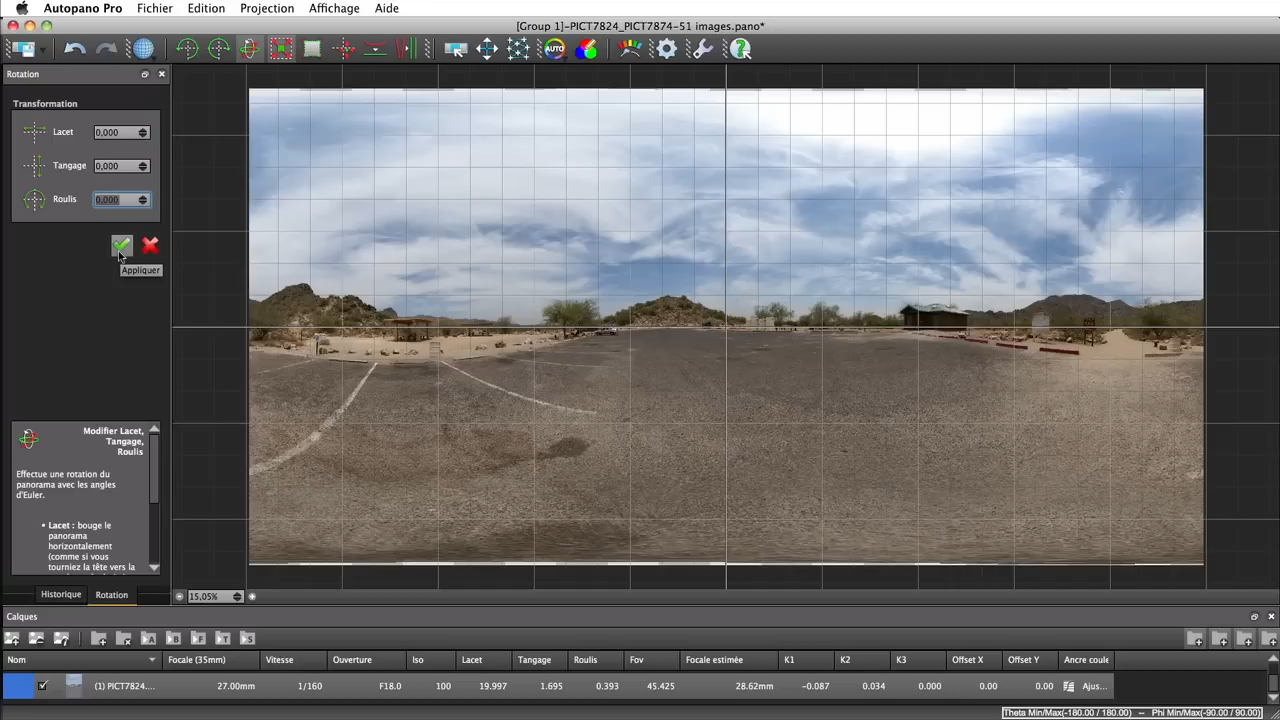 Autopano Pro Fichier Edition Projection Affichage Aide
[Group 1]-PICT7824_PICT7874-51 images.pano*
AUTO
Rotation
Transformation
Lacet 0,000
Tangage 0,000
Roulis 0,000
Appliquer
Modifier Lacet,
Tangage,
Roulis
Effectue une rotation du
panorama avec les angles
d'Euler.
• Lacet : bouge le
panorama
horizontalement
(comme si vous
tourniez la tête vers la
Historique Rotation
15,05%
Calques
A B F T S
Nom Focale (35mm) Vitesse Ouverture Iso Lacet Tangage Roulis Fov Focale estimée K1 K2 K3 Offset X Offset Y Ancre coule
(1) PICT7824.... 27.00mm 1/160 F18.0 100 19.997 1.695 0.393 45.425 28.62mm -0.087 0.034 0.000 0.00 0.00 Ajus...
Theta Min/Max(-180.00 / 180.00) -- Phi Min/Max(-90.00 / 90.00)